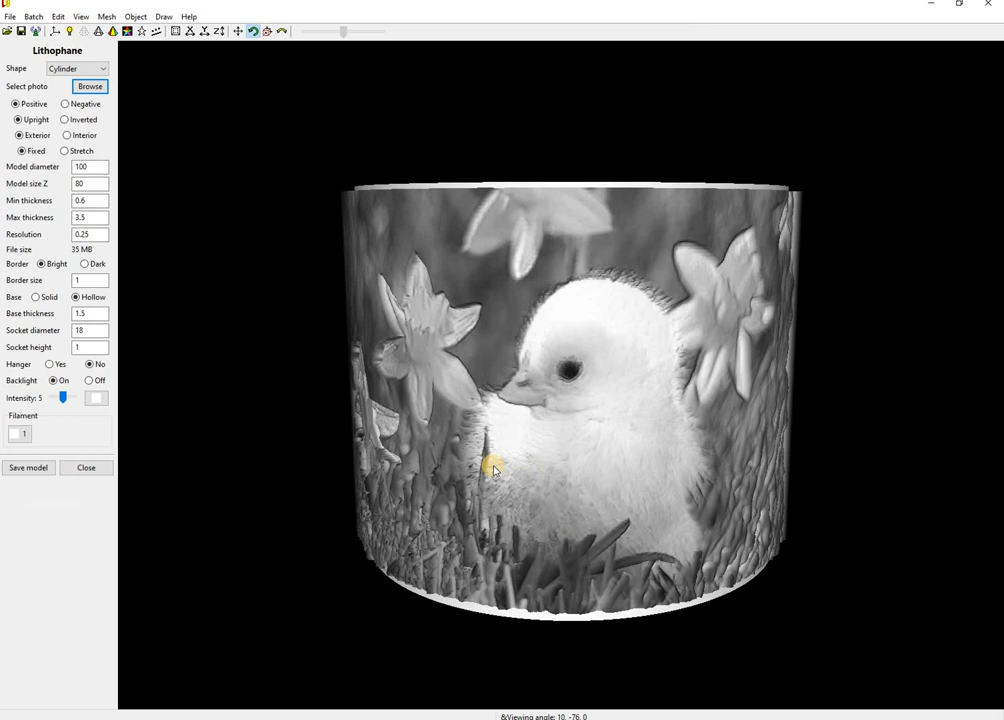 File Batch Edit View Mesh Object Draw Help
Lithophane
Shape Cylinder
Select photo Browse
Positive Negative
Upright Inverted
Exterior Interior
Fixed Stretch
Model diameter 100
Model size Z 80
Min thickness 0.6
Max thickness 3.5
Resolution 0.25
File size 35 MB
Border Bright Dark
Border size 1
Base Solid Hollow
Base thickness 1.5
Socket diameter 18
Socket height 1
Hanger Yes No
Backlight On Off
Intensity: 5
Filament
1
Save model Close
&Viewing angle: 10, -76, 0